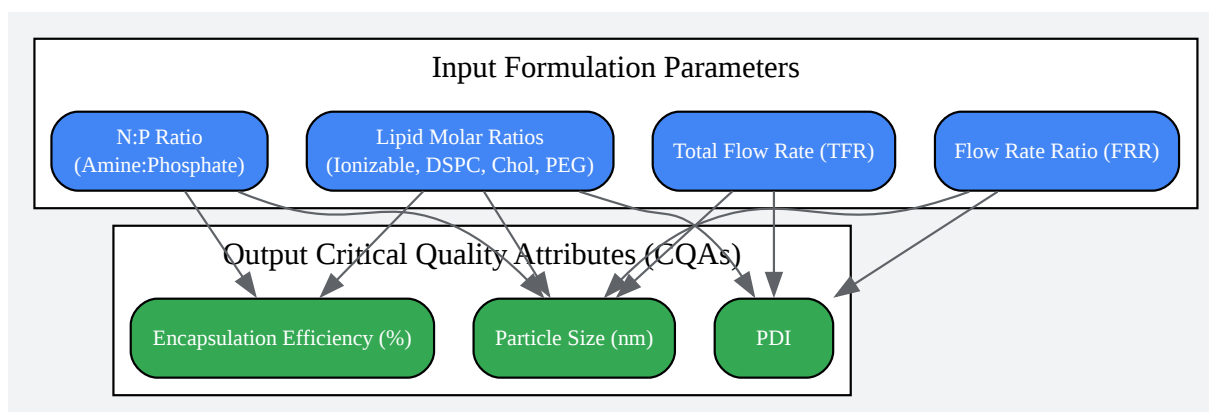 Input Formulation Parameters
N:P Ratio
(Amine:Phosphate)
Lipid Molar Ratios
(Ionizable, DSPC, Chol, PEG)
Total Flow Rate (TFR)
Flow Rate Ratio (FRR)
Output Critical Quality Attributes (CQAs)
Encapsulation Efficiency (%)
Particle Size (nm)
PDI